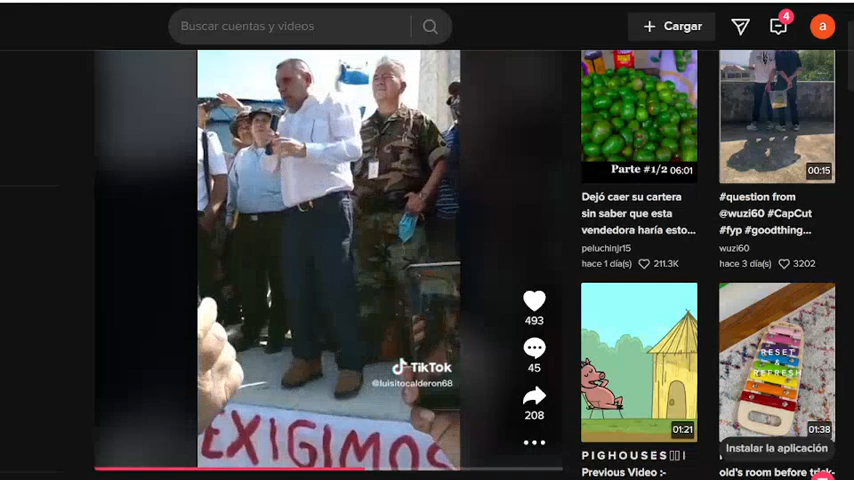 Buscar cuentas y videos
+ Cargar
4
a
TikTok
@luisitocalderon68
EXIGIMOS
493
45
208
Parte #1/2
06:01
Dejó caer su cartera
sin saber que esta
vendedora haría esto...
peluchinjr15
hace 1 día(s) 211.3K
00:15
#question from
@wuzi60 #CapCut
#fyp #goodthing...
wuzi60
hace 3 día(s) 3202
01:21
PIGHOUSES
Previous Video :-
RESET
&
REFRESH
01:38
Instalar la aplicación
old's room before trick-